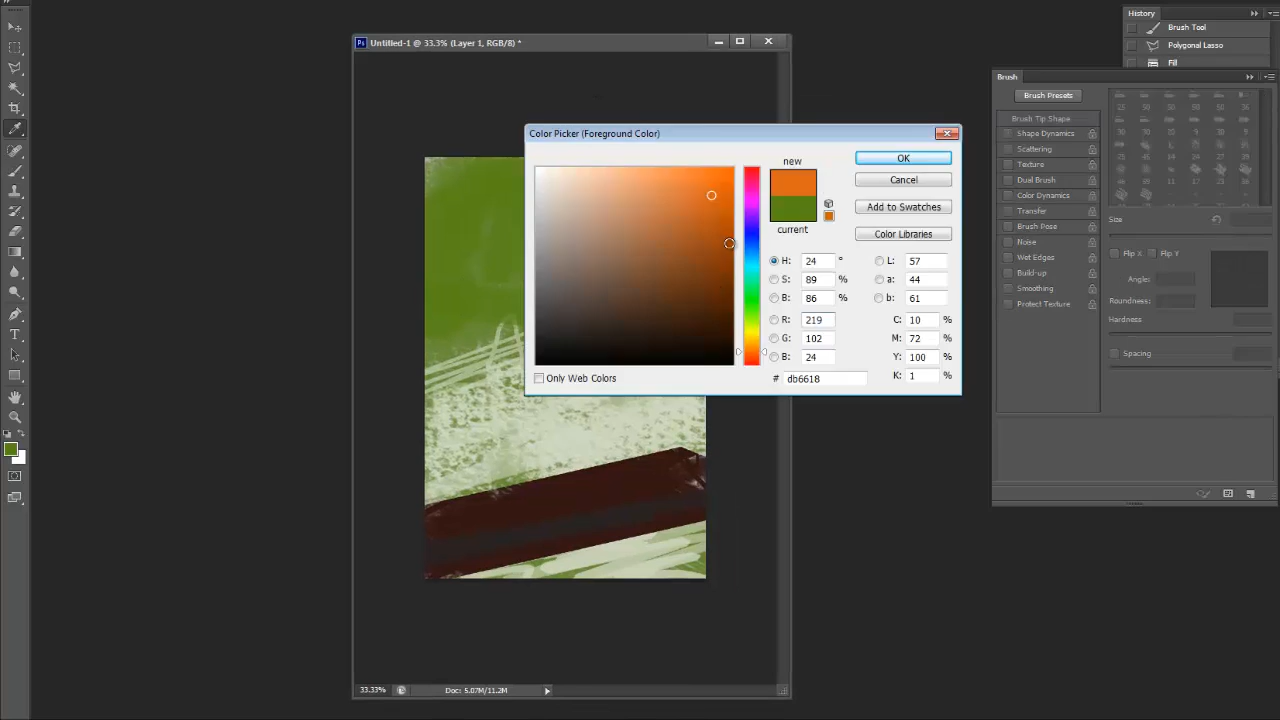 History
Brush Tool
Polygonal Lasso
Fill
Ps Untitled-1 @ 33.3% (Layer 1, RGB/8) *
Brush
Brush Presets
Brush Tip Shape
Shape Dynamics
Scattering
Texture
Dual Brush
Color Dynamics
Transfer
Brush Pose
Noise
Wet Edges
Build-up
Smoothing
Protect Texture
Size
Flip X Flip Y
Angle:
Roundness:
Hardness
Spacing
Color Picker (Foreground Color)
new
current
OK
Cancel
Add to Swatches
Color Libraries
H: 24 °
S: 89 %
B: 86 %
R: 219
G: 102
B: 24
L: 57
a: 44
b: 61
C: 10 %
M: 72 %
Y: 100 %
K: 1 %
# db6618
Only Web Colors
T
33.33%
Doc: 5.07M/11.2M